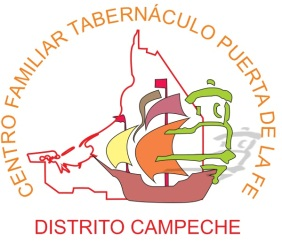 CENTRO FAMILIAR TABERNÁCULO PUERTA DE LA FE
DISTRITO CAMPECHE